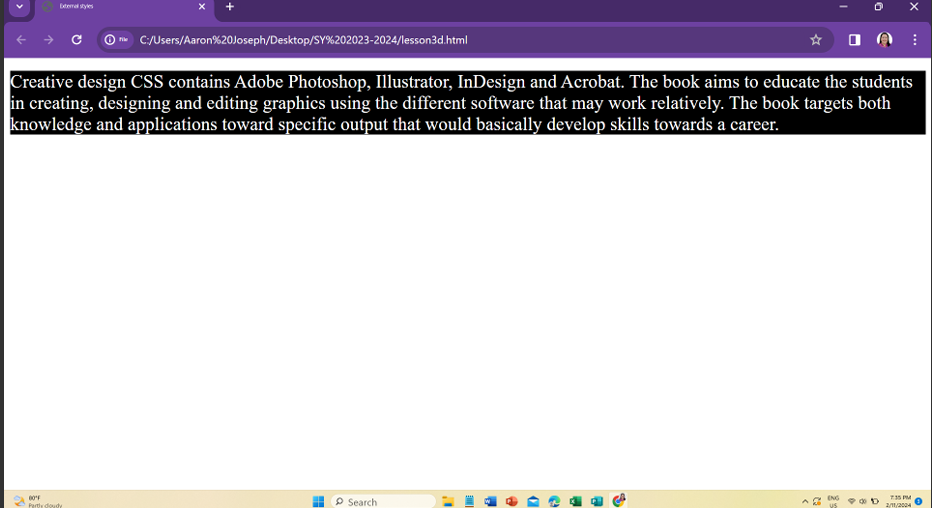 External styles
File C:/Users/Aaron%20Joseph/Desktop/SY%202023-2024/lesson3d.html
Creative design CSS contains Adobe Photoshop, Illustrator, InDesign and Acrobat. The book aims to educate the students
in creating, designing and editing graphics using the different software that may work relatively. The book targets both
knowledge and applications toward specific output that would basically develop skills towards a career.
80°F
Partly cloudy
Search
ENG
US
7:35 PM
2/11/2024